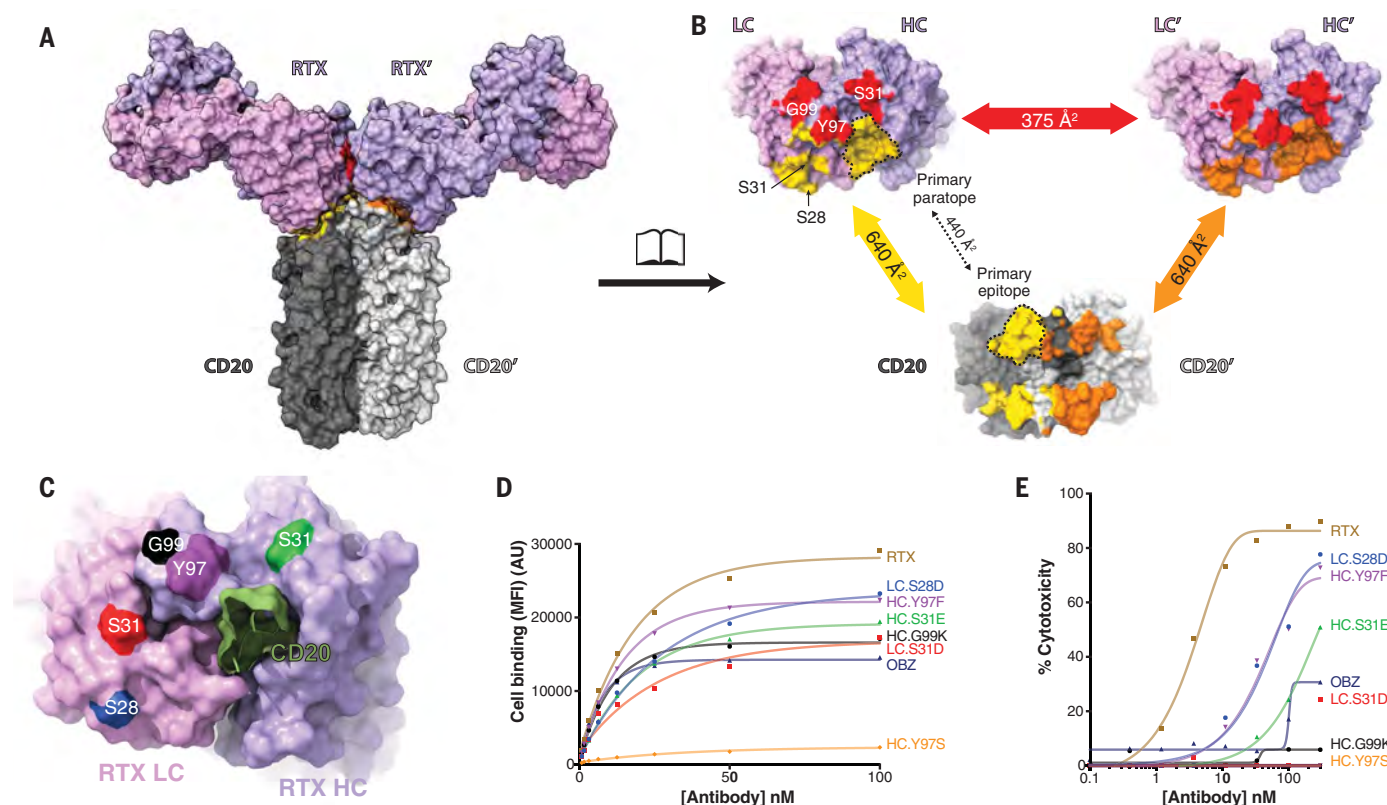 A
RTX
RTX'
CD20
CD20'
B
LC
HC
LC'
HC'
G99
S31
Y97
S31
S28
375 Å²
Primary
paratope
440 Å²
Primary
epitope
640 Å²
640 Å²
CD20
CD20'
C
G99
S31
Y97
S31
CD20
S28
RTX LC
RTX HC
D
Cell binding (MFI) (AU)
30000
20000
10000
0
0
50
100
[Antibody] nM
RTX
LC.S28D
HC.Y97F
HC.S31E
HC.G99K
LC.S31D
OBZ
HC.Y97S
E
% Cytotoxicity
100
80
60
40
20
0
0.1
1
10
100
[Antibody] nM
RTX
LC.S28D
HC.Y97F
HC.S31E
OBZ
LC.S31D
HC.G99K
HC.Y97S